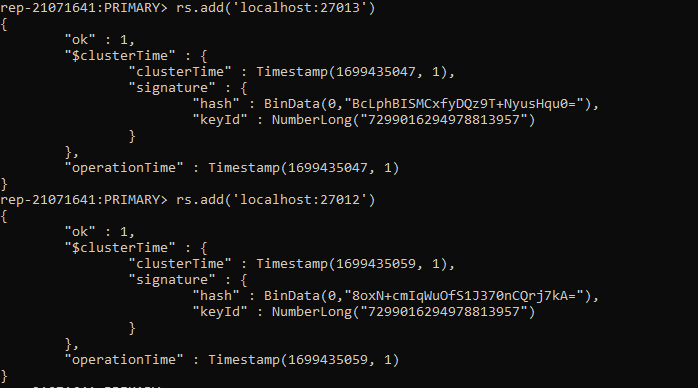 rep-21071641:PRIMARY> rs.add('localhost:27013')
{
        "ok" : 1,
        "$clusterTime" : {
                "clusterTime" : Timestamp(1699435047, 1),
                "signature" : {
                        "hash" : BinData(0,"BcLphBISMCxfyDQz9T+NyusHqu0="),
                        "keyId" : NumberLong("7299016294978813957")
                }
        },
        "operationTime" : Timestamp(1699435047, 1)
}
rep-21071641:PRIMARY> rs.add('localhost:27012')
{
        "ok" : 1,
        "$clusterTime" : {
                "clusterTime" : Timestamp(1699435059, 1),
                "signature" : {
                        "hash" : BinData(0,"8oxN+cmIqWuOfS1J370nCQrj7kA="),
                        "keyId" : NumberLong("7299016294978813957")
                }
        },
        "operationTime" : Timestamp(1699435059, 1)
}